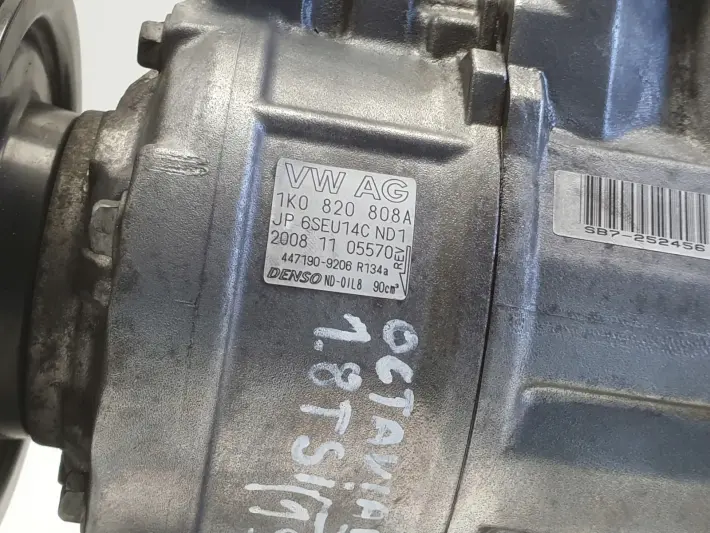 VW AG
1K0 820 808A
JP 6SEU14C ND1
2008 11 05570
REV
447190-9206 R134a
DENSO ND-OIL8 90cm³
SB7-252456
OCTAVIA
1.8TSI